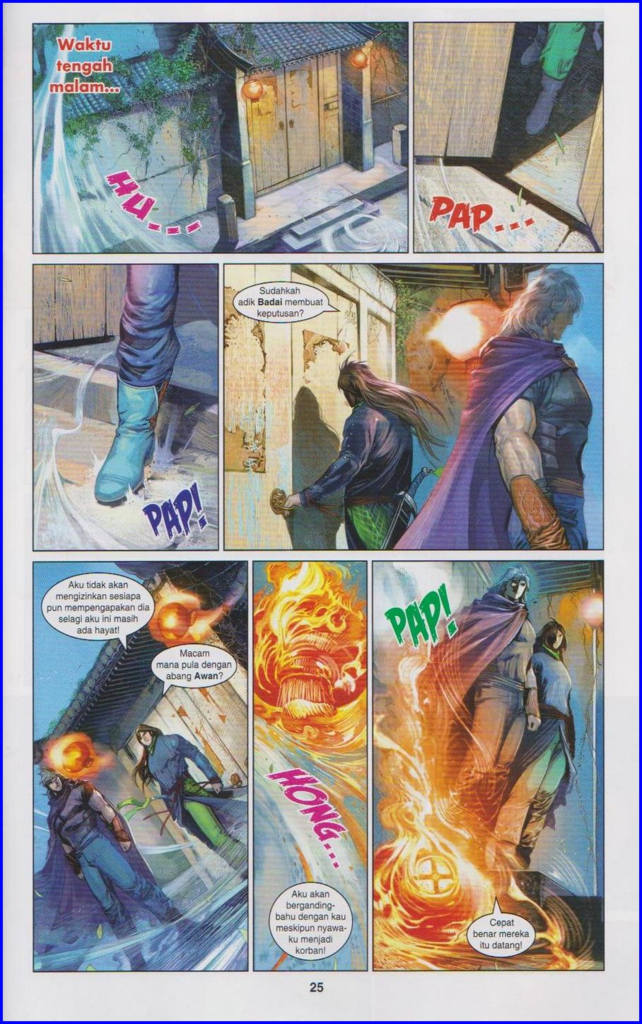 Waktu
tengah
malam...
HU...
PAP...
PAP!
Sudahkah
adik Badai membuat
keputusan?
Aku tidak akan
mengizinkan sesiapa
pun mempengapakan dia
selagi aku ini masih
ada hayat!
Macam
mana pula dengan
abang Awan?
HONG...
Aku akan
berganding-
bahu dengan kau
meskipun nyawa-
ku menjadi
korban!
PAP!
Cepat
benar mereka
itu datang!
25